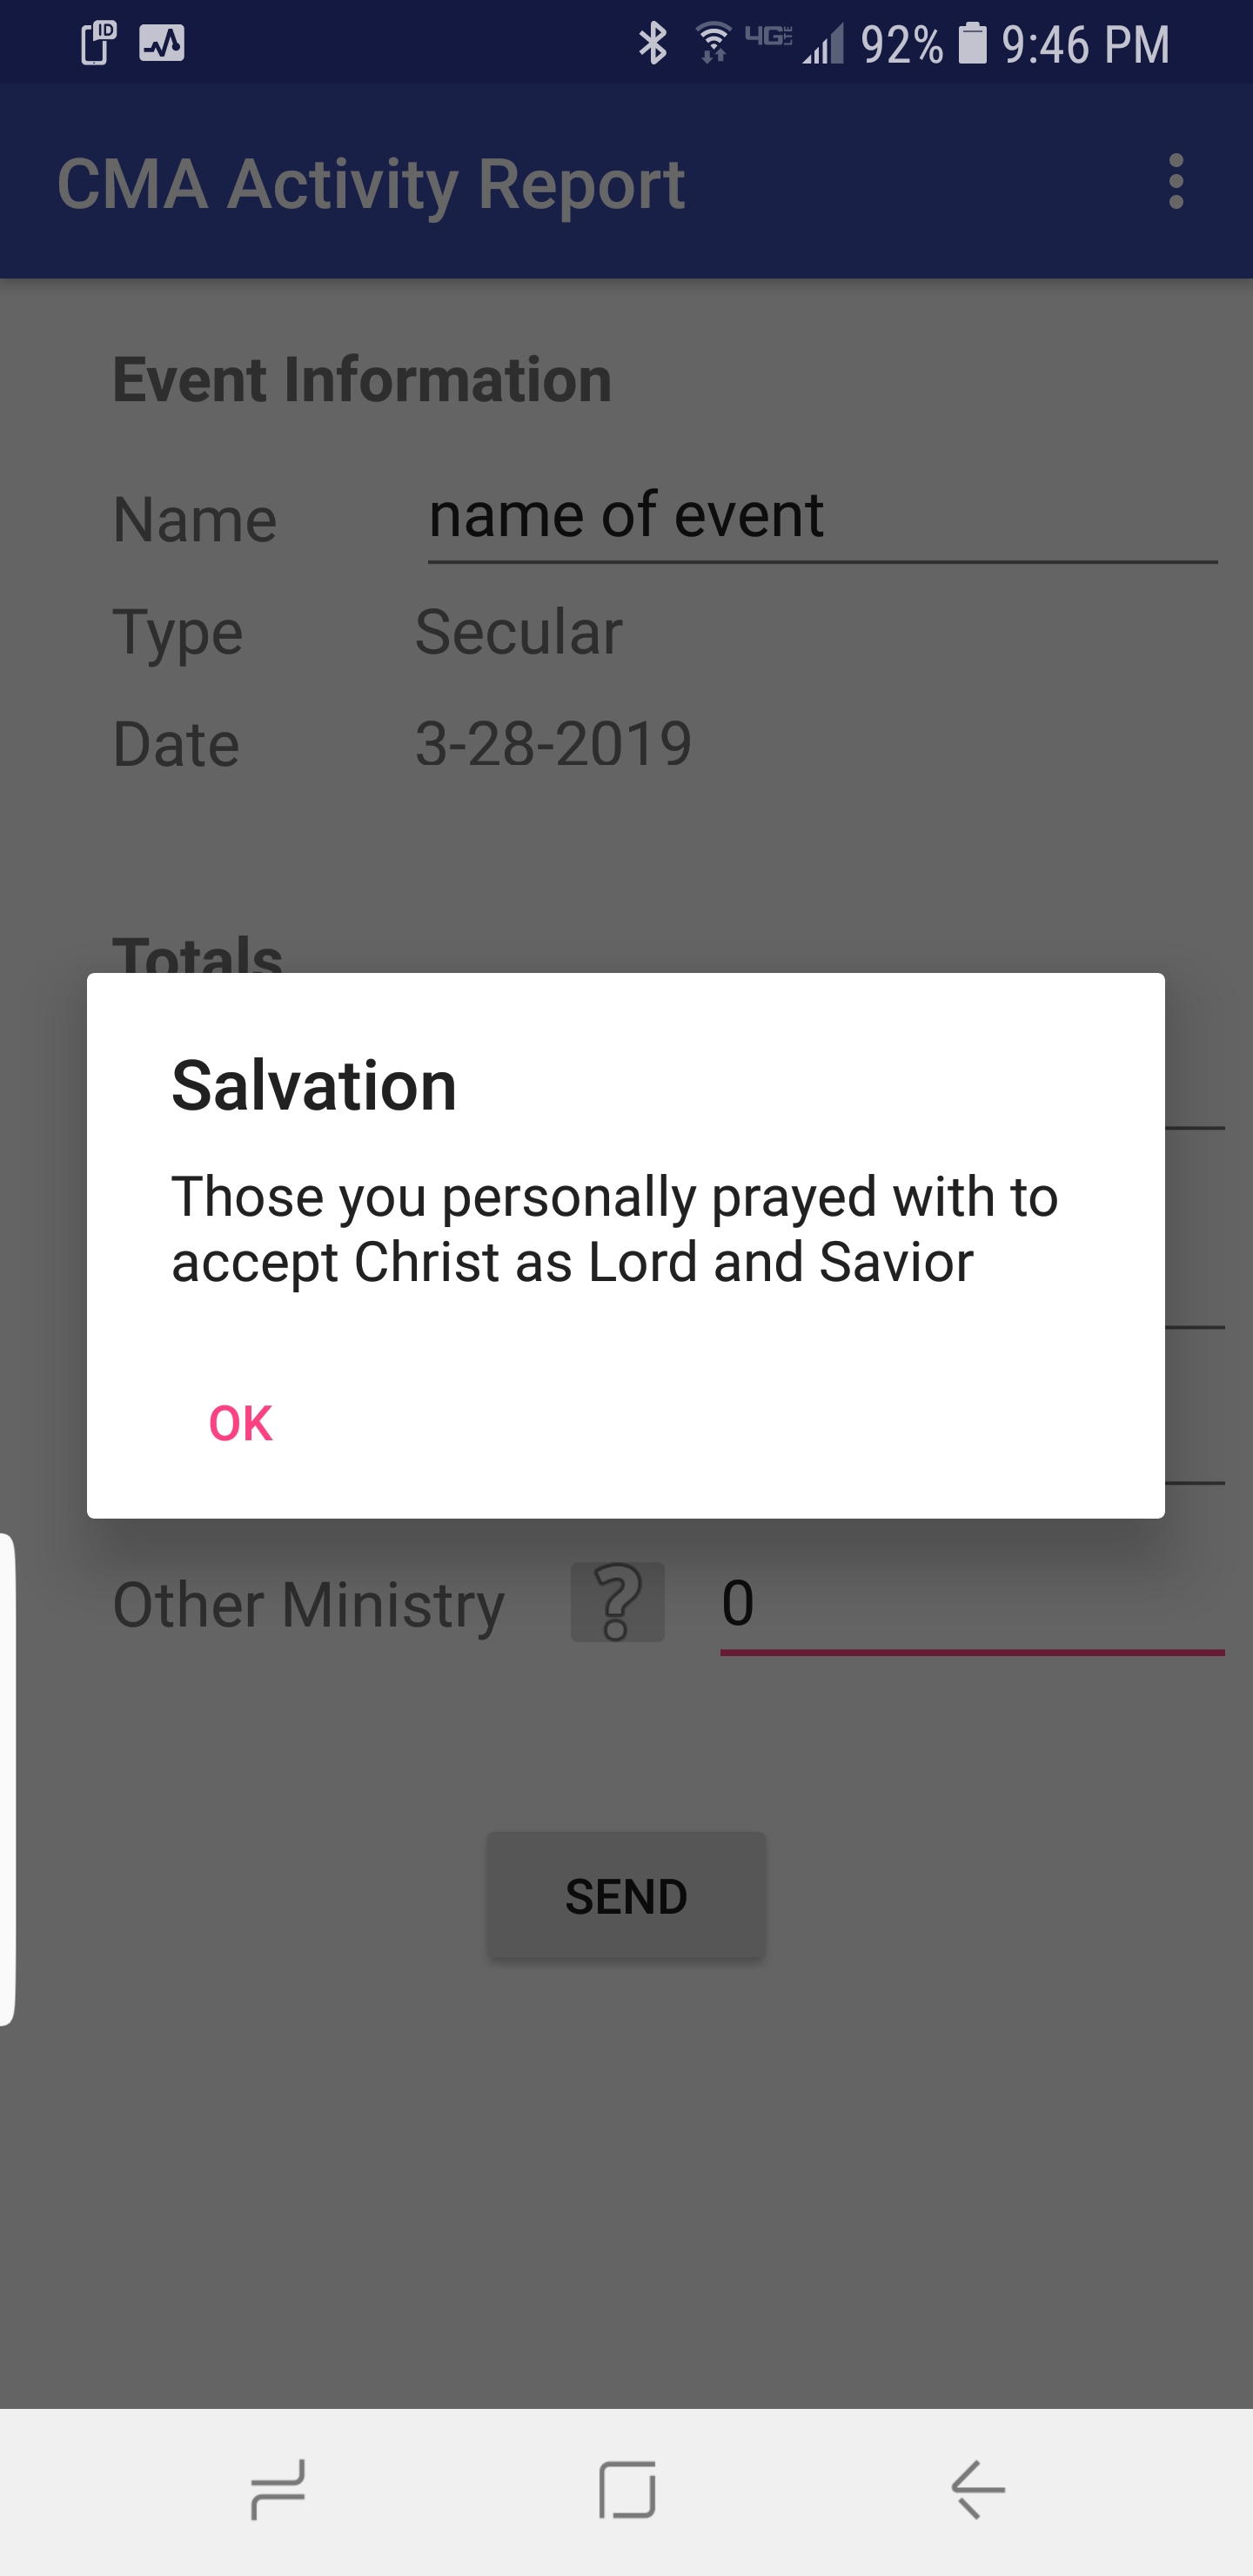 ID
4G LTE 92% 9:46 PM
CMA Activity Report
Event Information
Name name of event
Type Secular
Date 3-28-2019
Totals
Salvation
Those you personally prayed with to
accept Christ as Lord and Savior
OK
Other Ministry ? 0
SEND